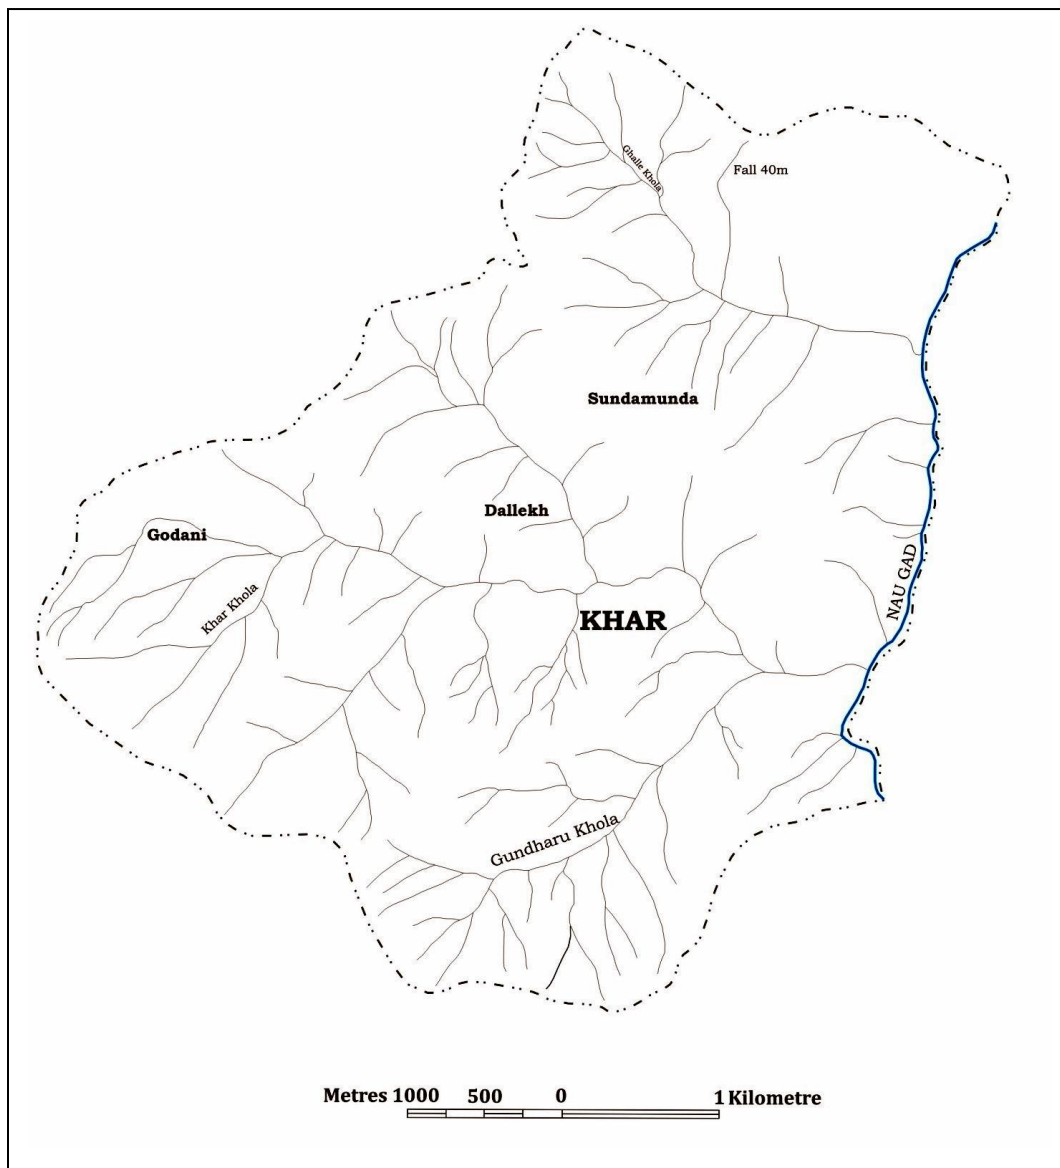 Ghalle Khola
Fall 40m
Sundamunda
Dallekh
Godani
Khar Khola
KHAR
NAU GAD
Gundharu Khola
Metres 1000 500 0 1 Kilometre